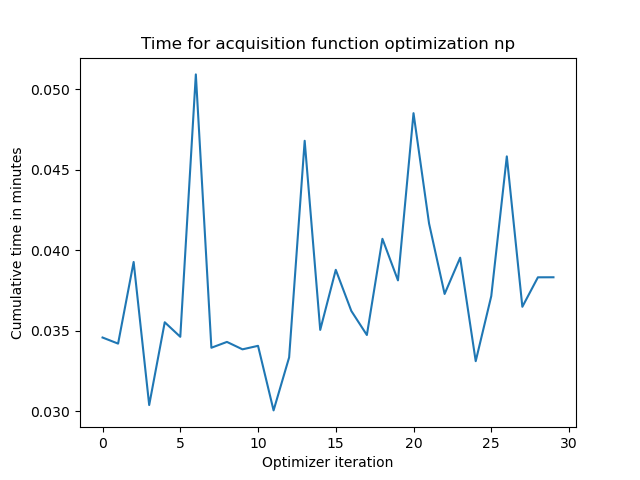 Time for acquisition function optimization np
0.050
0.045
0.040
0.035
0.030
Cumulative time in minutes
0 5 10 15 20 25 30
Optimizer iteration